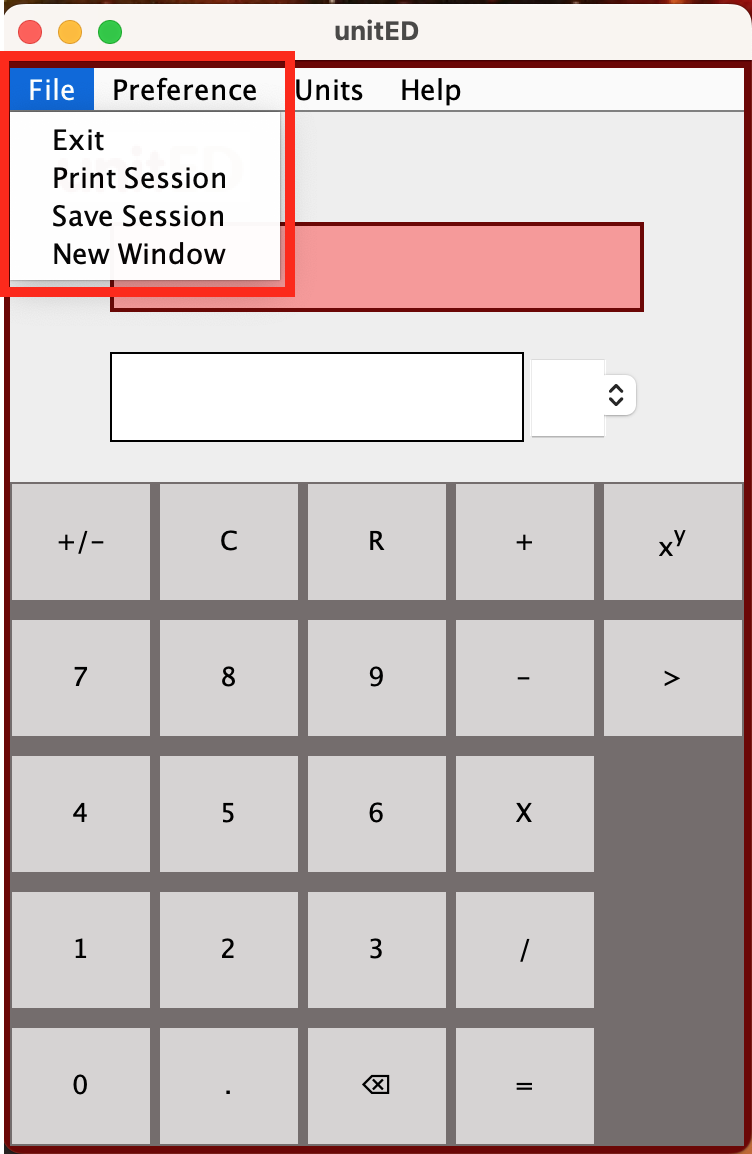 unitED
File Preference Units Help
Exit
Print Session
Save Session
New Window
+/- C R + xʸ
7 8 9 - >
4 5 6 X
1 2 3 /
0 . ⌫ =